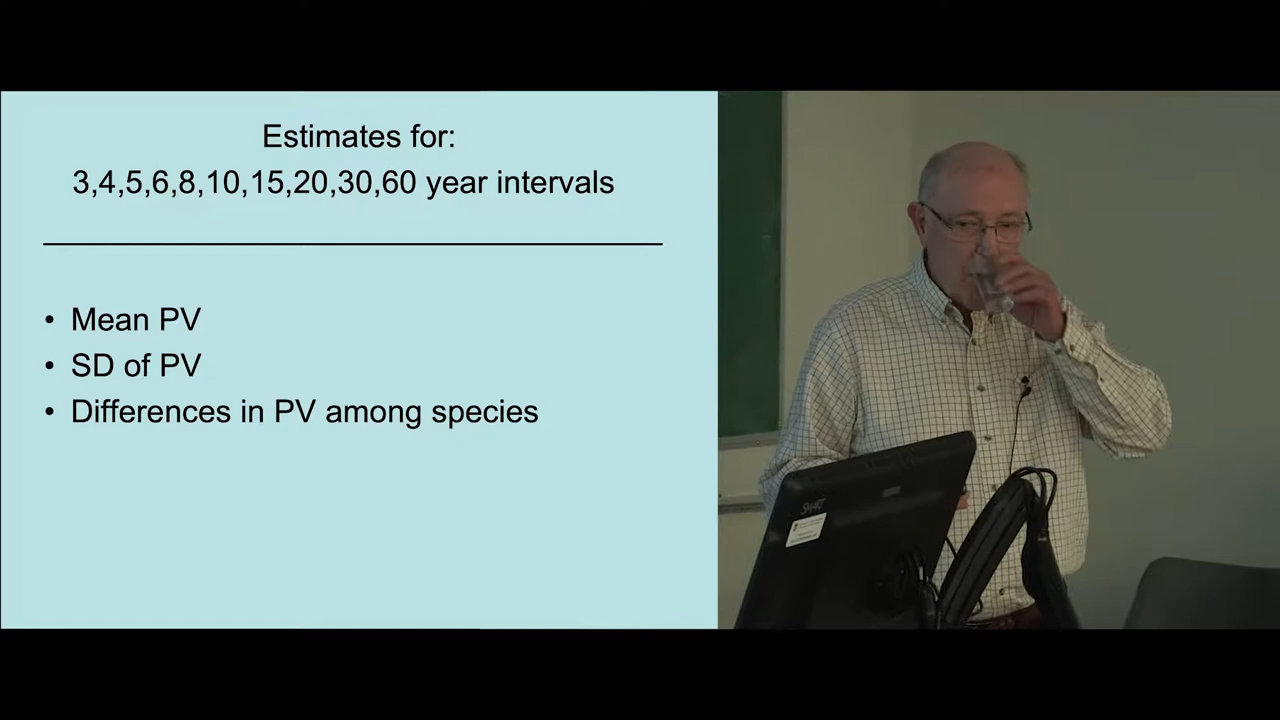 Estimates for:
3,4,5,6,8,10,15,20,30,60 year intervals
• Mean PV
• SD of PV
• Differences in PV among species
SMART